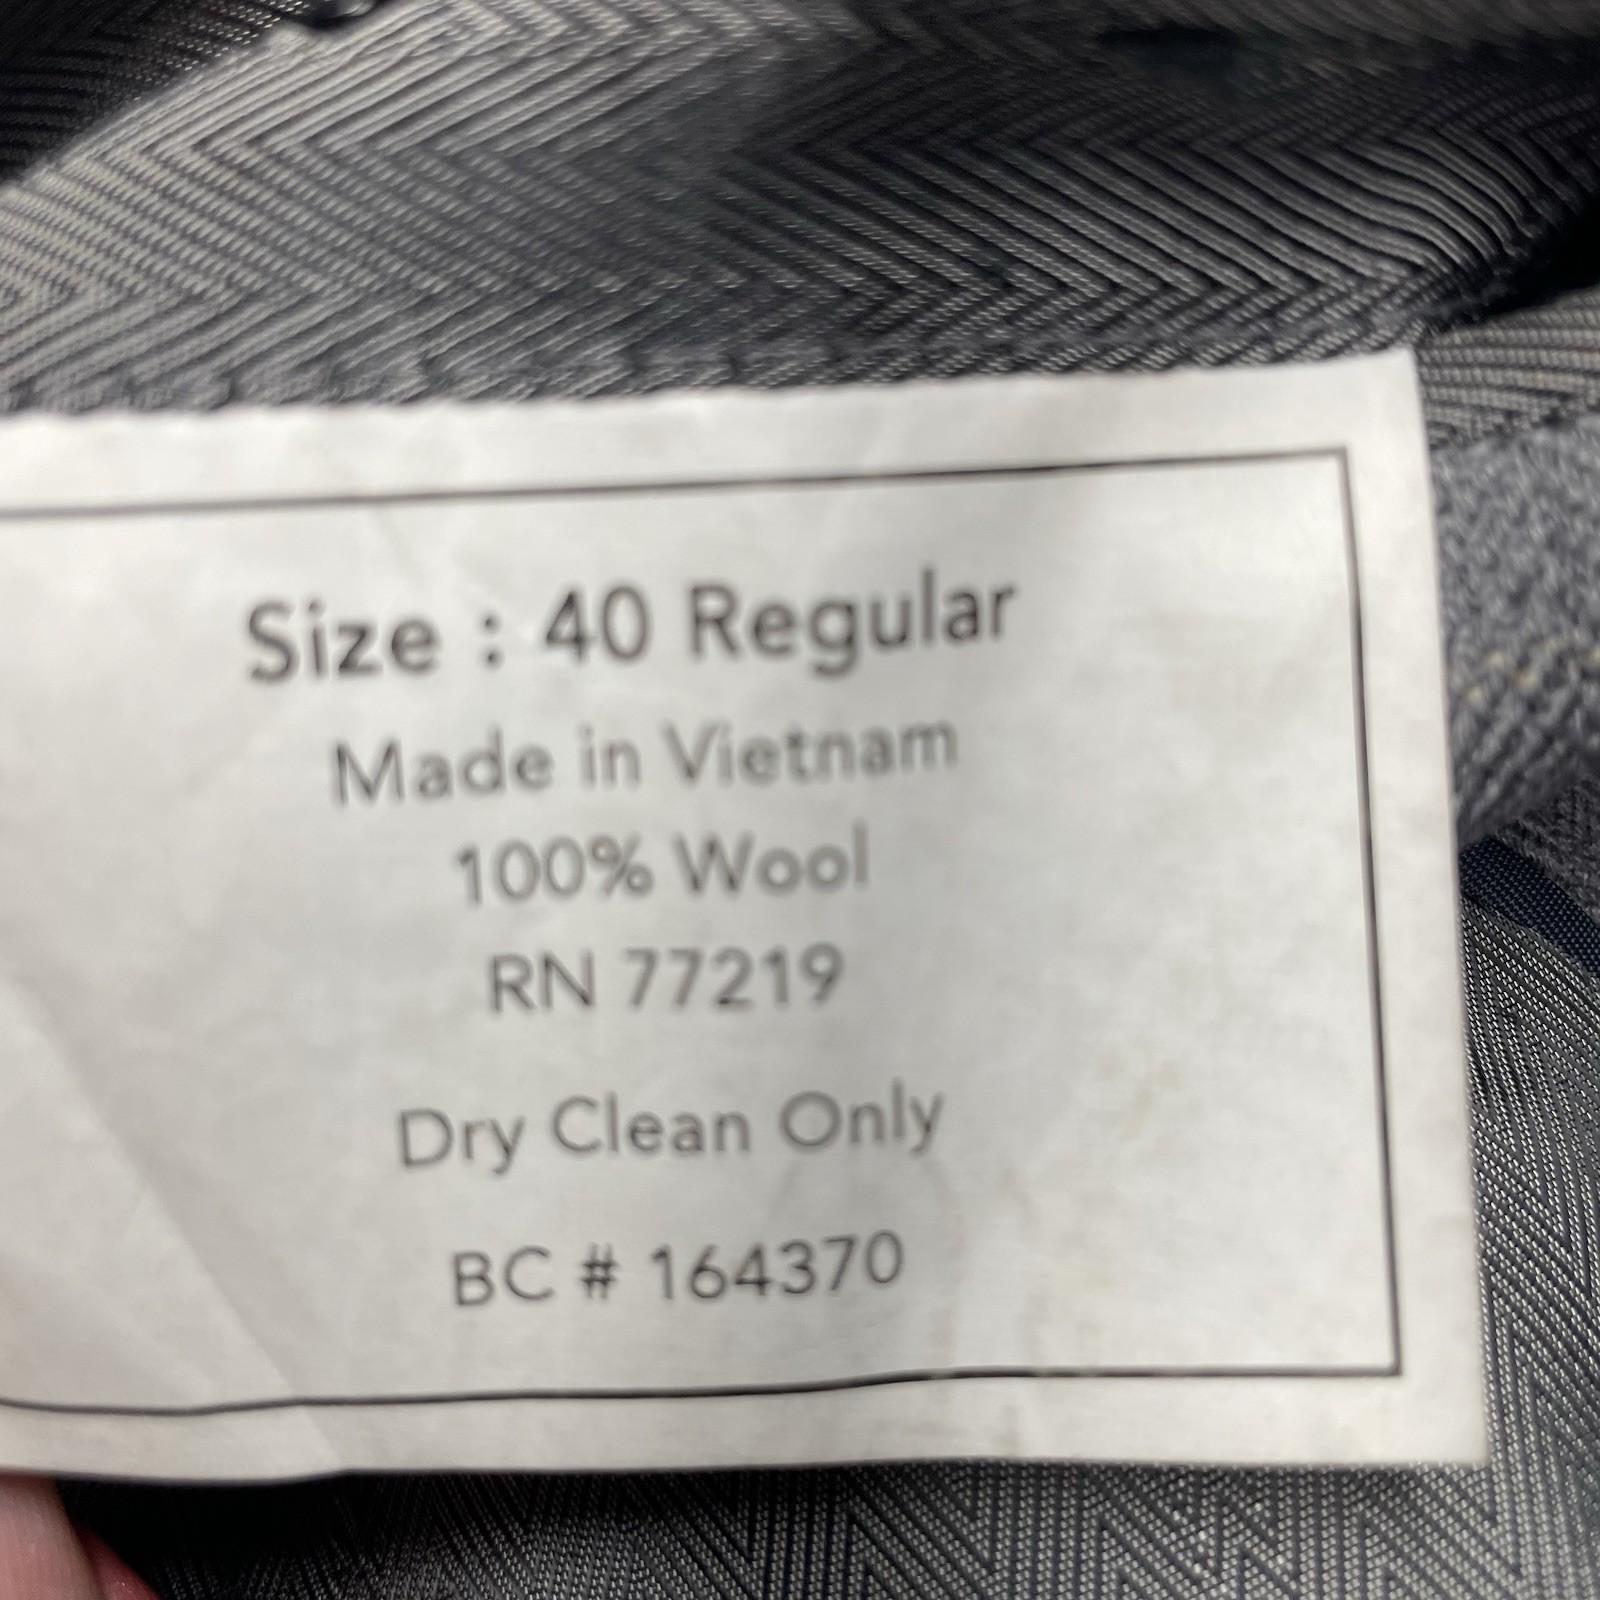 Size : 40 Regular
Made in Vietnam
100% Wool
RN 77219
Dry Clean Only
BC # 164370